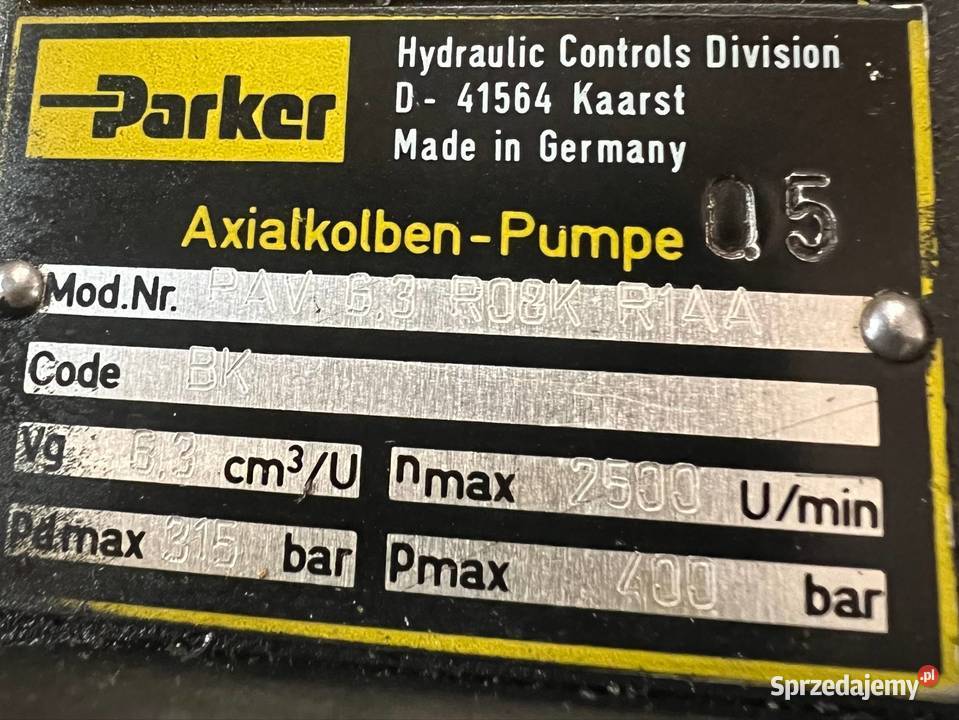 Parker
Hydraulic Controls Division
D- 41564 Kaarst
Made in Germany
Axialkolben-Pumpe Q5
Mod.Nr. PAV 6.3 R08K R1AA
Code BK
Vg 6.3 cm³/U nmax 2500 U/min
Pdmax 315 bar Pmax 400 bar
Sprzedajemy.pl